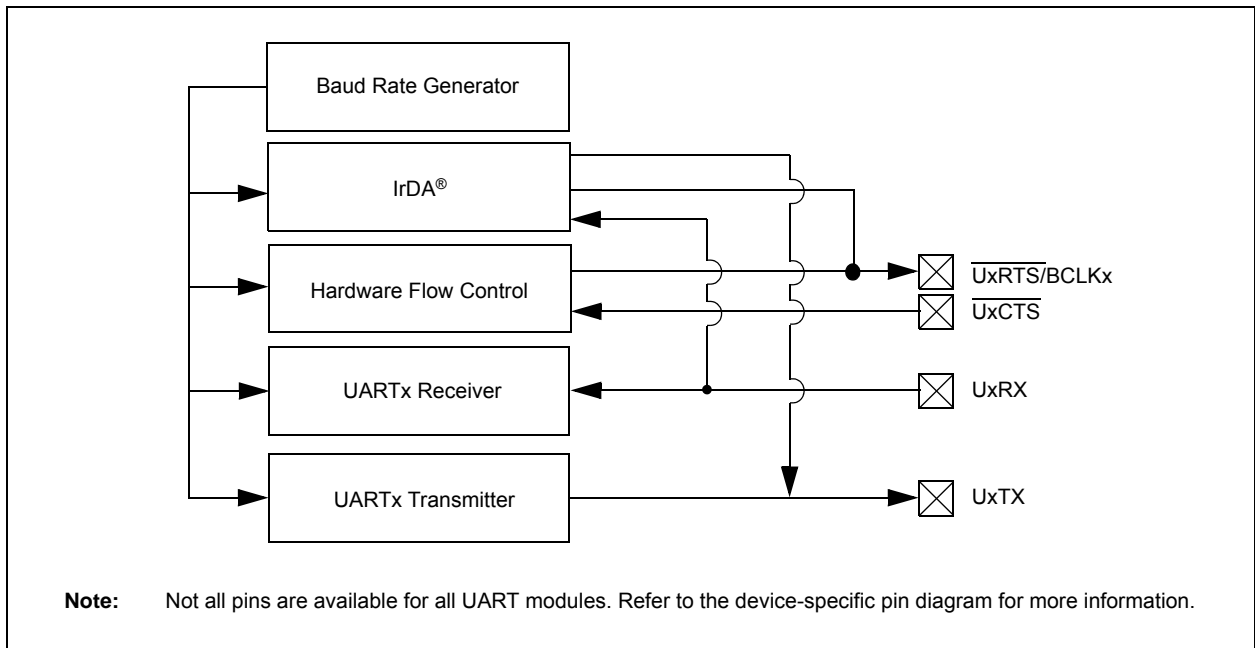 Baud Rate Generator
IrDA®
Hardware Flow Control
UxRTS/BCLKx
UxCTS
UARTx Receiver
UxRX
UARTx Transmitter
UxTX
Note: Not all pins are available for all UART modules. Refer to the device-specific pin diagram for more information.